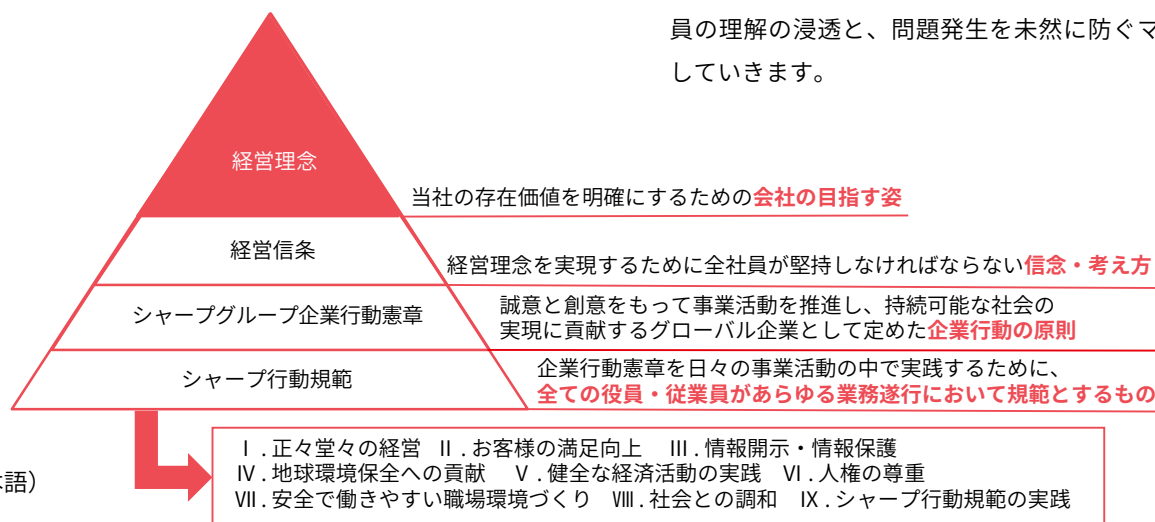 員の理解の浸透と、問題発生を未然に防ぐマ
していきます。
経営理念
当社の存在価値を明確にするための会社の目指す姿
経営信条
経営理念を実現するために全社員が堅持しなければならない信念・考え方
シャープグループ企業行動憲章
誠意と創意をもって事業活動を推進し、持続可能な社会の
実現に貢献するグローバル企業として定めた企業行動の原則
シャープ行動規範
企業行動憲章を日々の事業活動の中で実践するために、
全ての役員・従業員があらゆる業務遂行において規範とするもの
Ⅰ.正々堂々の経営 Ⅱ.お客様の満足向上 Ⅲ.情報開示・情報保護
Ⅳ.地球環境保全への貢献 Ⅴ.健全な経済活動の実践 Ⅵ.人権の尊重
Ⅶ.安全で働きやすい職場環境づくり Ⅷ.社会との調和 Ⅸ.シャープ行動規範の実践
語）